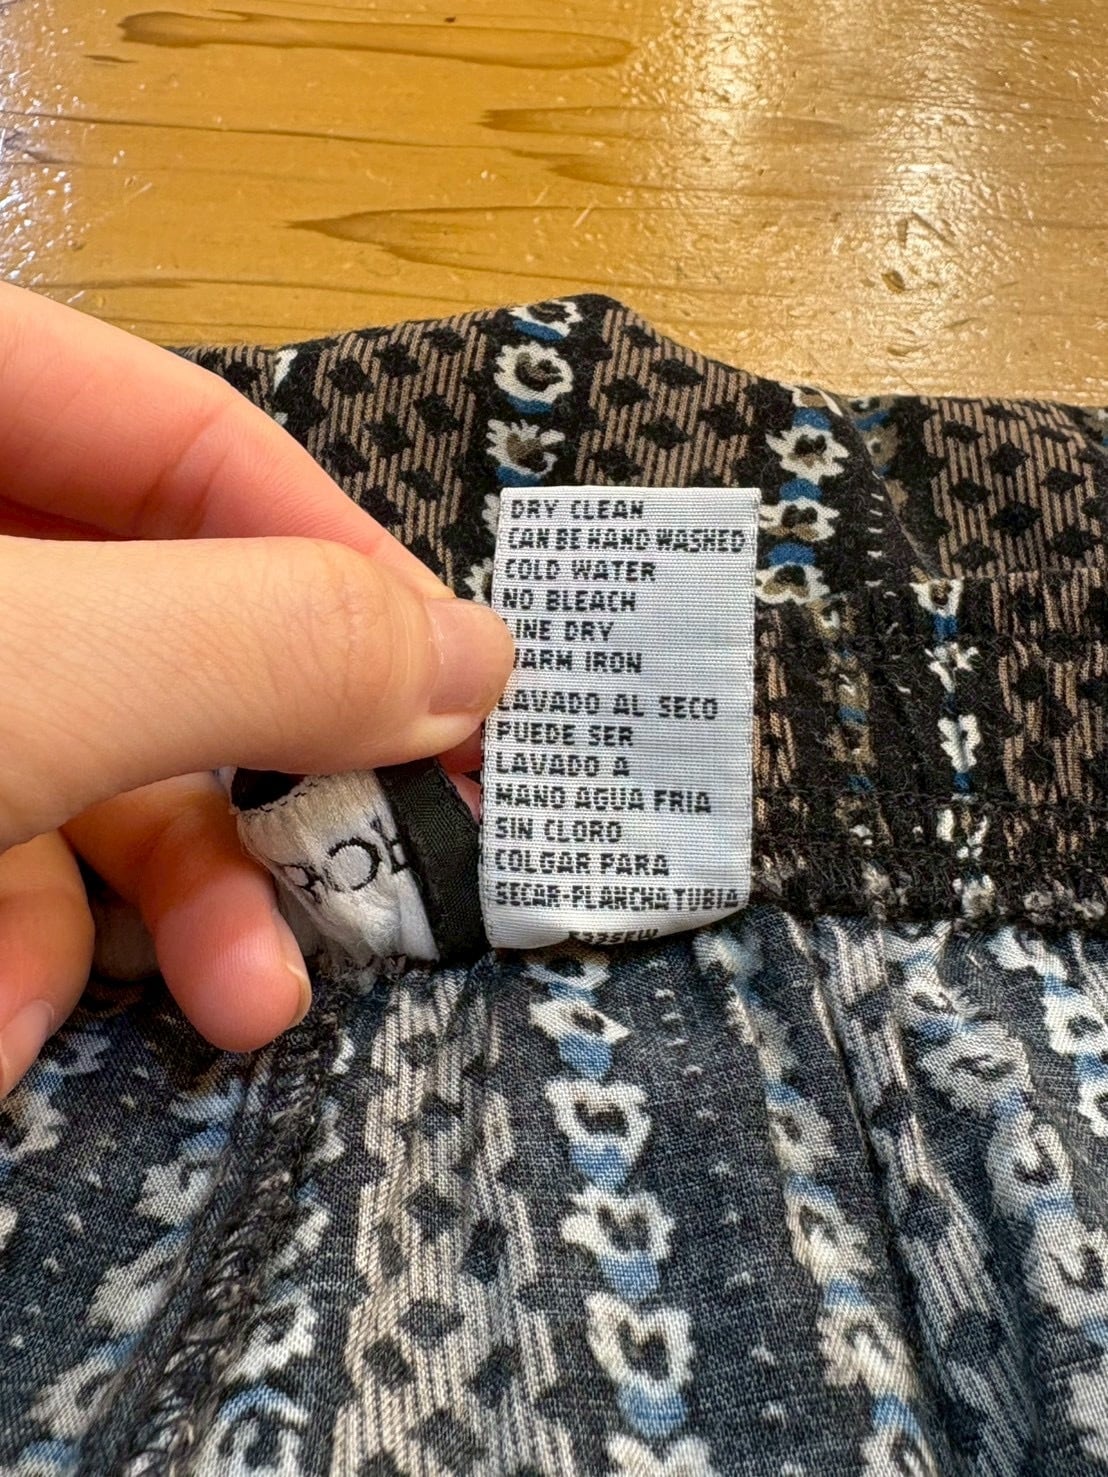 DRY CLEAN
CAN BE HAND WASHED
COLD WATER
NO BLEACH
LINE DRY
WARM IRON
LAVADO AL SECO
PUEDE SER
LAVADO A
MANO AGUA FRIA
SIN CLORO
COLGAR PARA
SECAR-PLANCHA TUBIA